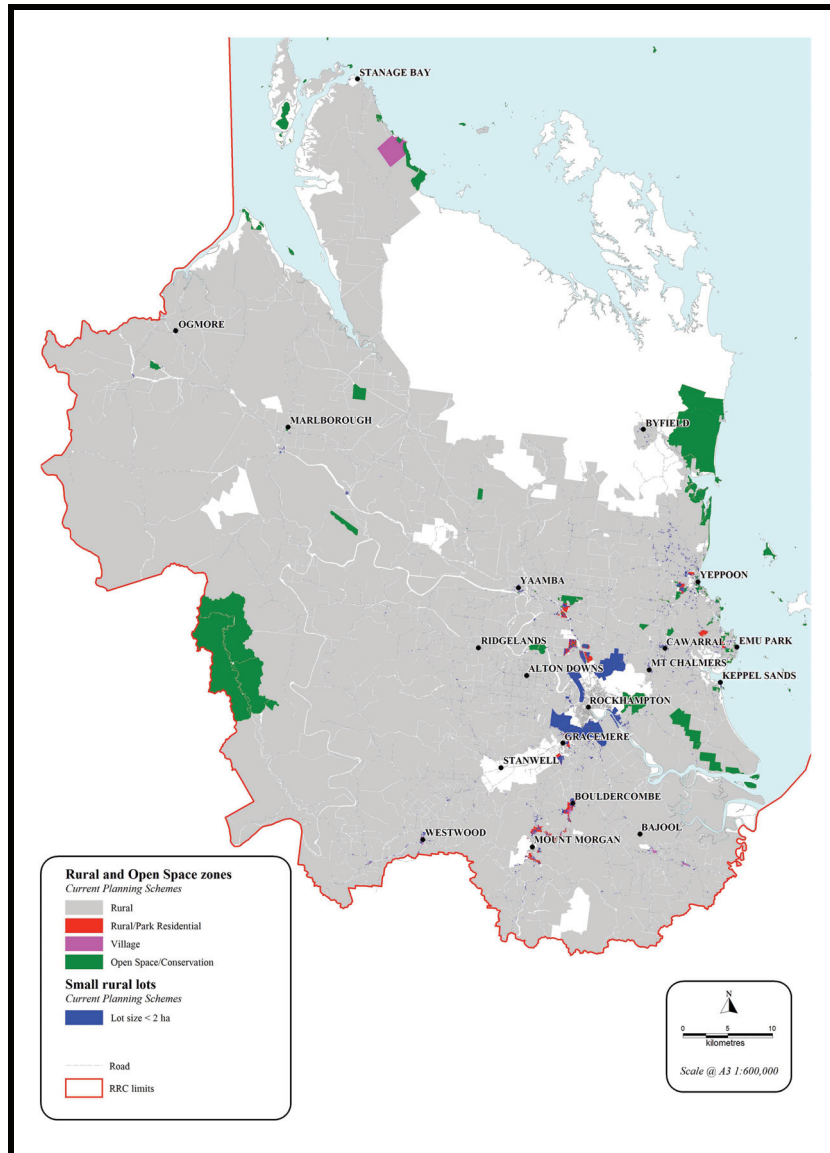 STANAGE BAY
OGMORE
MARLBOROUGH
BYFIELD
YAAMBA
YEPPOON
RIDGELANDS
CAWARRAL
EMU PARK
ALTON DOWNS
MT CHALMERS
KEPPEL SANDS
ROCKHAMPTON
GRACEMERE
STANWELL
BOULDERCOMBE
WESTWOOD
MOUNT MORGAN
BAJOOL
Rural and Open Space zones
Current Planning Schemes
Rural
Rural/Park Residential
Village
Open Space/Conservation
Small rural lots
Current Planning Schemes
Lot size < 2 ha
Road
RRC limits
N
0 5 10
kilometres
Scale @ A3 1:600,000